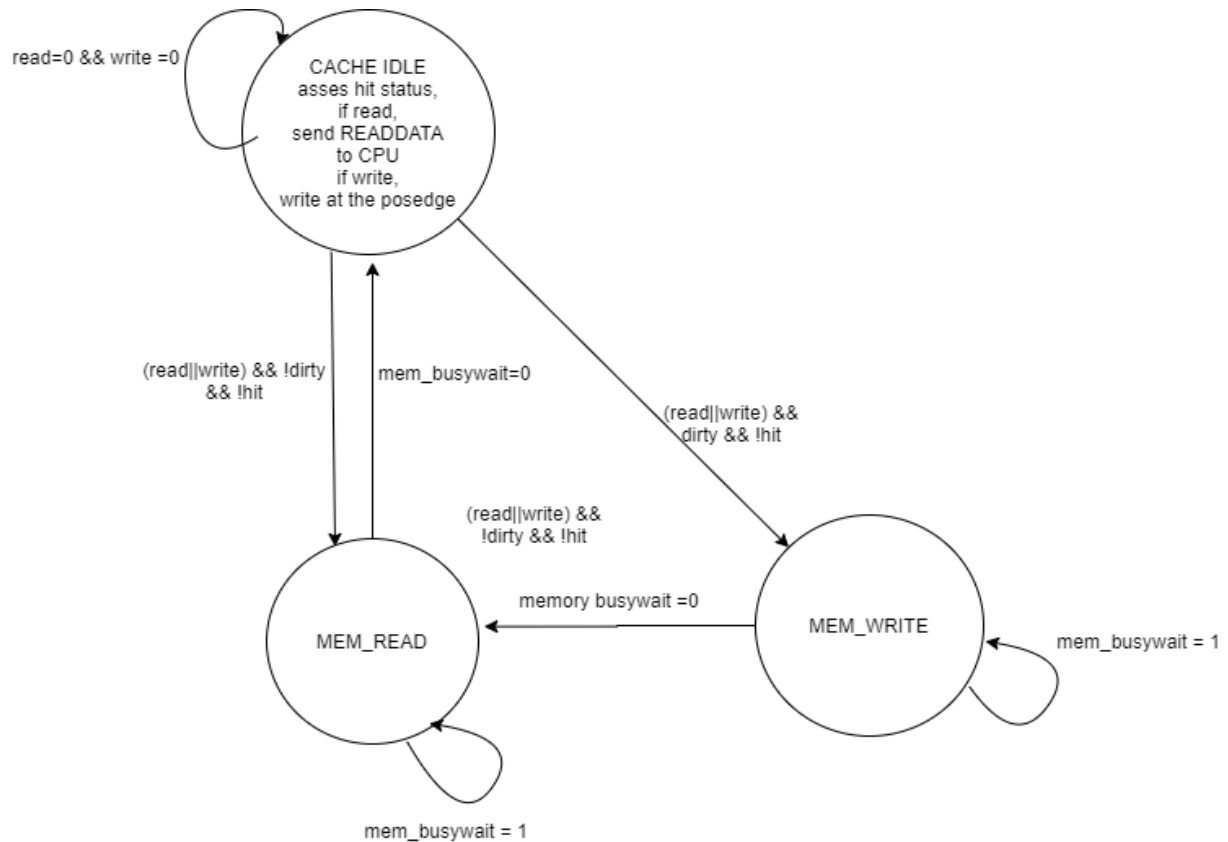 read=0 && write =0
CACHE IDLE
asses hit status,
if read,
send READDATA
to CPU
if write,
write at the posedge
(read||write) && !dirty
&& !hit
mem_busywait=0
(read||write) &&
dirty && !hit
(read||write) &&
!dirty && !hit
memory busywait =0
MEM_READ
MEM_WRITE
mem_busywait = 1
mem_busywait = 1